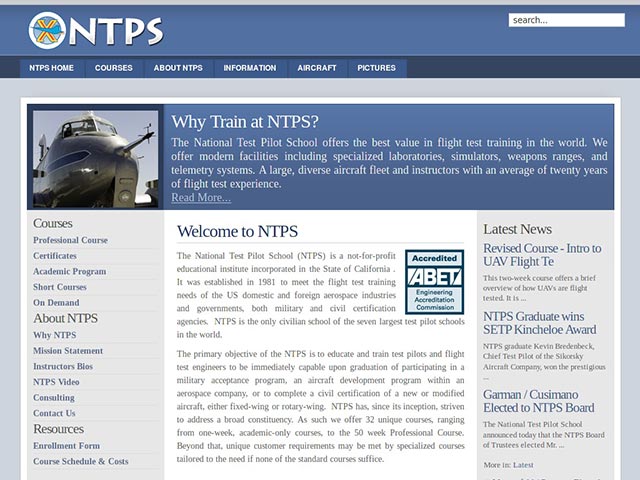 NTPS
search...
NTPS HOME
COURSES
ABOUT NTPS
INFORMATION
AIRCRAFT
PICTURES
Why Train at NTPS?
The National Test Pilot School offers the best value in flight test training in the world. We
offer modern facilities including specialized laboratories, simulators, weapons ranges, and
telemetry systems. A large, diverse aircraft fleet and instructors with an average of twenty years
of flight test experience.
Read More...
Courses
Professional Course
Certificates
Academic Program
Short Courses
On Demand
About NTPS
Why NTPS
Mission Statement
Instructors Bios
NTPS Video
Consulting
Contact Us
Resources
Enrollment Form
Course Schedule & Costs
Welcome to NTPS
The National Test Pilot School (NTPS) is a not-for-profit
educational institute incorporated in the State of California .
It was established in 1981 to meet the flight test training
needs of the US domestic and foreign aerospace industries
and governments, both military and civil certification
agencies. NTPS is the only civilian school of the seven largest test pilot schools
in the world.
Accredited
ABET
Engineering
Accreditation
Commission
The primary objective of the NTPS is to educate and train test pilots and flight
test engineers to be immediately capable upon graduation of participating in a
military acceptance program, an aircraft development program within an
aerospace company, or to complete a civil certification of a new or modified
aircraft, either fixed-wing or rotary-wing. NTPS has, since its inception, striven
to address a broad constituency. As such we offer 32 unique courses, ranging
from one-week, academic-only courses, to the 50 week Professional Course.
Beyond that, unique customer requirements may be met by specialized courses
tailored to the need if none of the standard courses suffice.
Latest News
Revised Course - Intro to
UAV Flight Te
This two-week course offers a brief
overview of how UAVs are flight
tested. It is ...
NTPS Graduate wins
SETP Kincheloe Award
NTPS graduate Kevin Bredenbeck,
Chief Test Pilot of the Sikorsky
Aircraft Company, won the prestigious
...
Garman / Cusimano
Elected to NTPS Board
The National Test Pilot School
announced today that the NTPS Board
of Trustees elected Mr. ...
More in: Latest